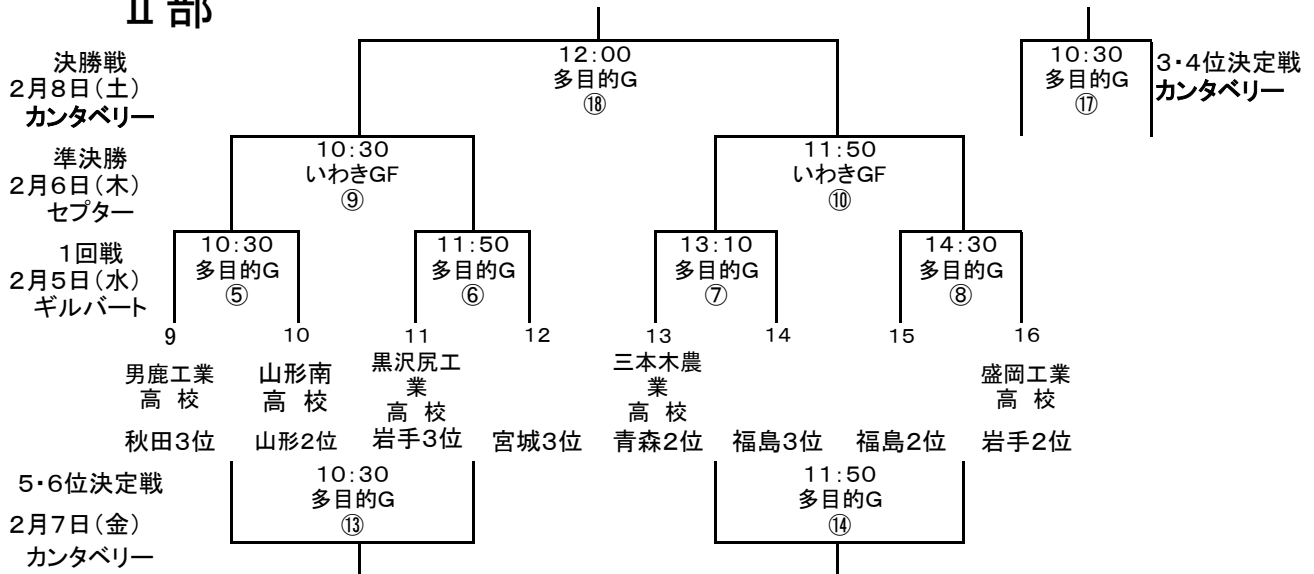 Ⅱ部
決勝戦
2月8日(土)
カンタベリー
12:00
多目的G
⑱
10:30
多目的G
⑰
3・4位決定戦
カンタベリー
準決勝
2月6日(木)
セプター
10:30
いわきGF
⑨
11:50
いわきGF
⑩
1回戦
2月5日(水)
ギルバート
10:30
多目的G
⑤
11:50
多目的G
⑥
13:10
多目的G
⑦
14:30
多目的G
⑧
9
10
11
12
13
14
15
16
男鹿工業
高 校
山形南
高 校
黒沢尻工
業
高 校
三本木農
業
高 校
盛岡工業
高 校
秋田3位
山形2位
岩手3位
宮城3位
青森2位
福島3位
福島2位
岩手2位
5・6位決定戦
2月7日(金)
カンタベリー
10:30
多目的G
⑬
11:50
多目的G
⑭